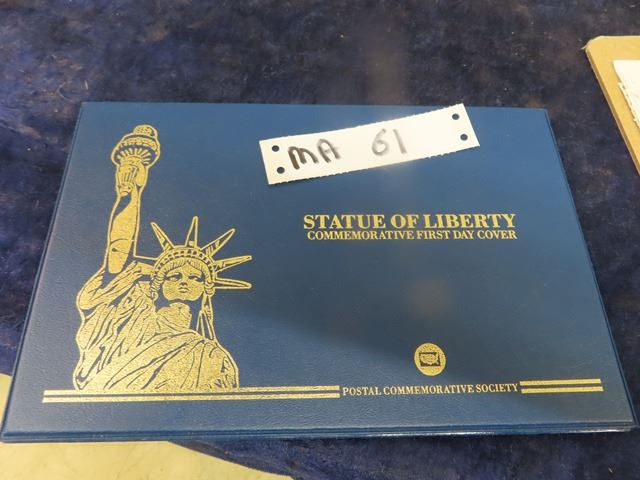 MA 61
STATUE OF LIBERTY
COMMEMORATIVE FIRST DAY COVER
POSTAL COMMEMORATIVE SOCIETY